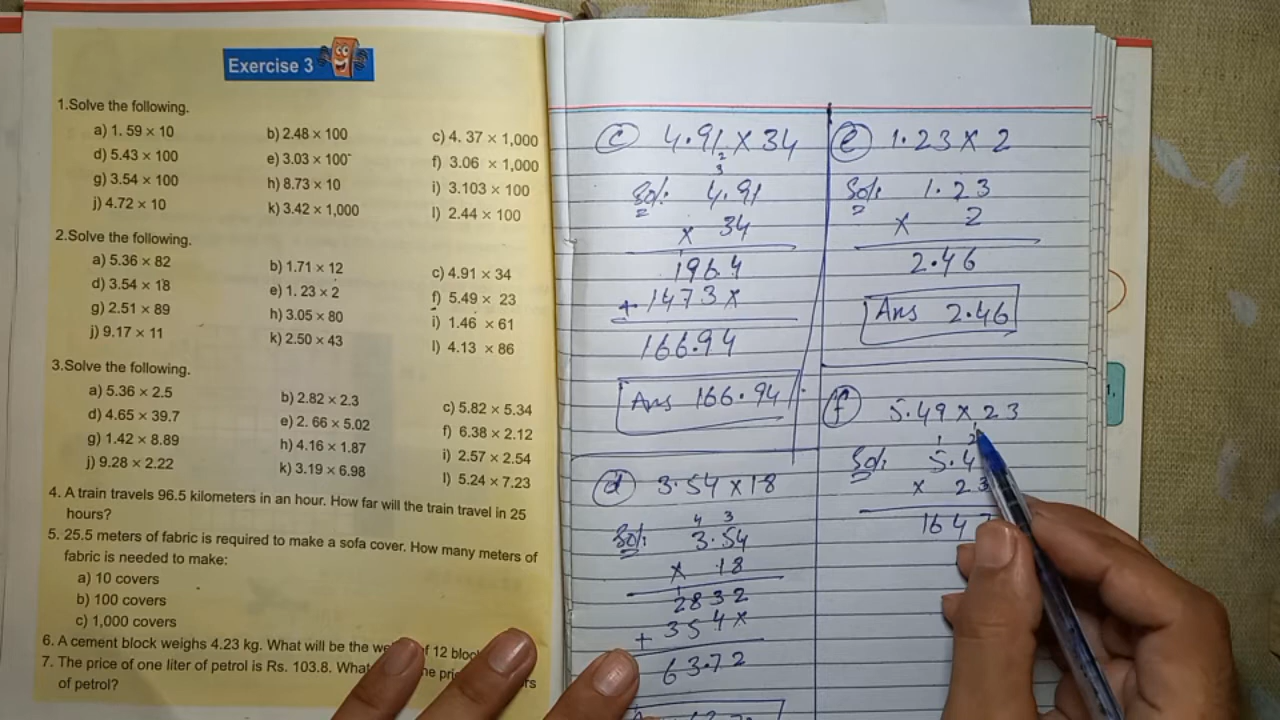 Exercise 3
1.Solve the following.
a) 1. 59 × 10 b) 2.48 × 100 c) 4. 37 × 1,000
d) 5.43 × 100 e) 3.03 × 100 f) 3.06 × 1,000
g) 3.54 × 100 h) 8.73 × 10 i) 3.103 × 100
j) 4.72 × 10 k) 3.42 × 1,000 l) 2.44 × 100
2.Solve the following.
a) 5.36 × 82 b) 1.71 × 12 c) 4.91 × 34
d) 3.54 × 18 e) 1. 23 × 2 f) 5.49 × 23
g) 2.51 × 89 h) 3.05 × 80 i) 1.46 × 61
j) 9.17 × 11 k) 2.50 × 43 l) 4.13 × 86
3.Solve the following.
a) 5.36 × 2.5 b) 2.82 × 2.3 c) 5.82 × 5.34
d) 4.65 × 39.7 e) 2. 66 × 5.02 f) 6.38 × 2.12
g) 1.42 × 8.89 h) 4.16 × 1.87 i) 2.57 × 2.54
j) 9.28 × 2.22 k) 3.19 × 6.98 l) 5.24 × 7.23
4. A train travels 96.5 kilometers in an hour. How far will the train travel in 25
hours?
5. 25.5 meters of fabric is required to make a sofa cover. How many meters of
fabric is needed to make:
a) 10 covers
b) 100 covers
c) 1,000 covers
6. A cement block weighs 4.23 kg. What will be the of 12
7. The price of one liter of petrol is Rs. 103.8.
of petrol?
c 4.91 × 34
2
3
Sol: 4.91
× 34
1
1964
+ 1473×
166.94
Ans 166.94
d 3.54 × 18
4 3
Sol: 3.54
× 18
1
2832
+ 354×
63.72
e 1.23 × 2
Sol: 1.23
× 2
2.46
Ans 2.46
f 5.49 × 23
1 2
Sol: 5.4
× 23
164